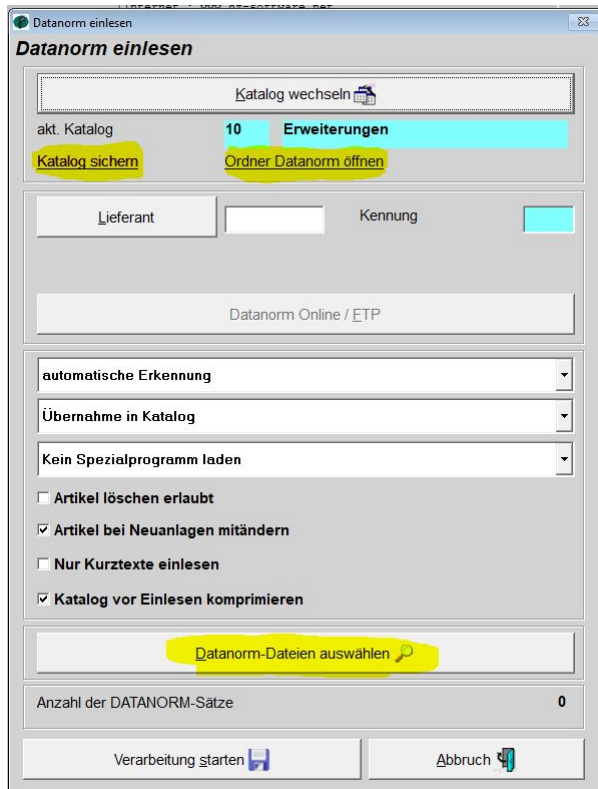 Datanorm einlesen
Datanorm einlesen
Katalog wechseln
akt. Katalog 10 Erweiterungen
Katalog sichern Ordner Datanorm öffnen
Lieferant Kennung
Datanorm Online / FTP
automatische Erkennung
Übernahme in Katalog
Kein Spezialprogramm laden
Artikel löschen erlaubt
Artikel bei Neuanlagen mitändern
Nur Kurztexte einlesen
Katalog vor Einlesen komprimieren
Datanorm-Dateien auswählen
Anzahl der DATANORM-Sätze 0
Verarbeitung starten Abbruch